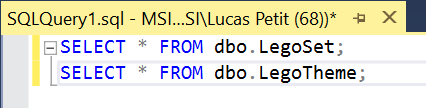 SQLQuery1.sql - MSI...SI\Lucas Petit (68))*
SELECT * FROM dbo.LegoSet;
SELECT * FROM dbo.LegoTheme;